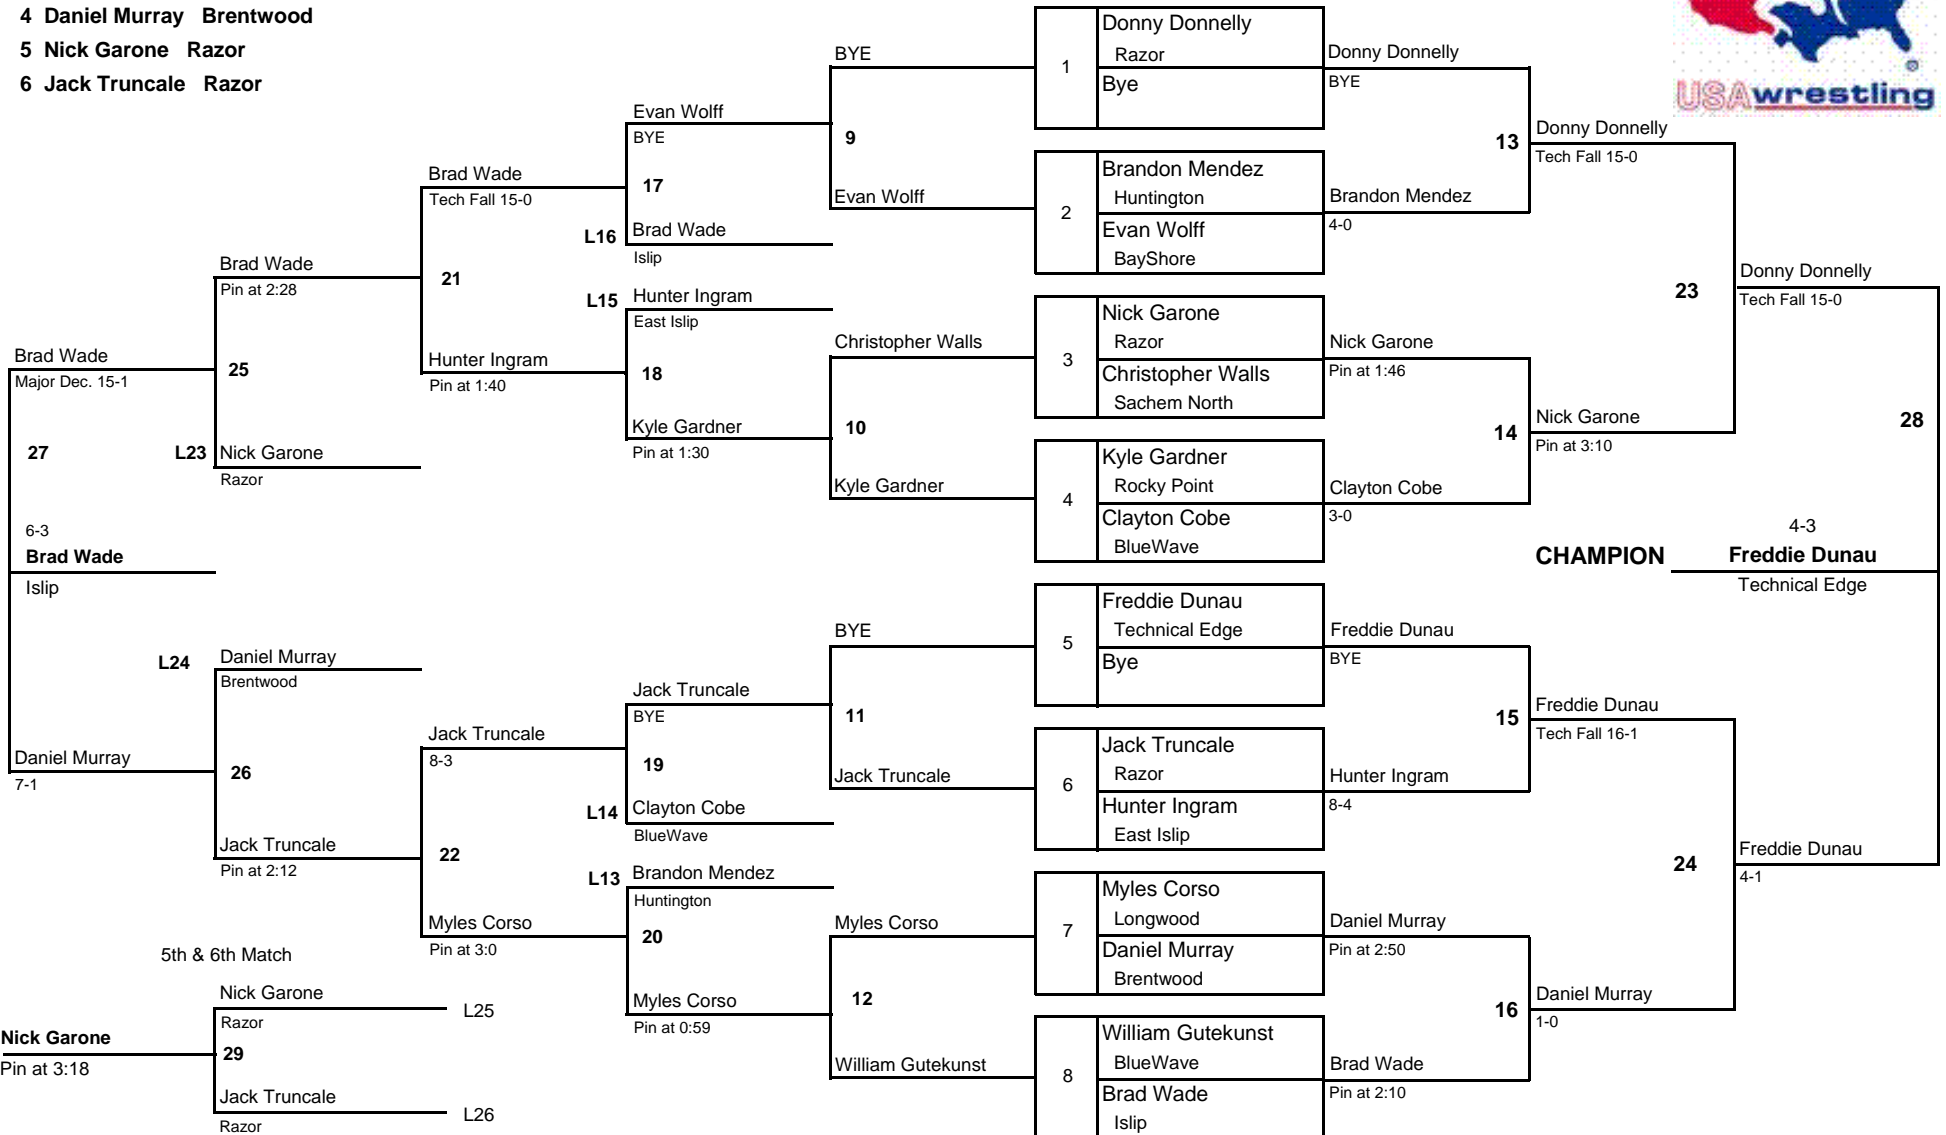 4 Daniel Murray Brentwood
5 Nick Garone Razor
6 Jack Truncale Razor
USAwrestling
®
Donny Donnelly
Razor
1
Bye
Brandon Mendez
Huntington
2
Evan Wolff
BayShore
Nick Garone
Razor
3
Christopher Walls
Sachem North
Kyle Gardner
Rocky Point
4
Clayton Cobe
BlueWave
Freddie Dunau
Technical Edge
5
Bye
Jack Truncale
Razor
6
Hunter Ingram
East Islip
Myles Corso
Longwood
7
Daniel Murray
Brentwood
William Gutekunst
BlueWave
8
Brad Wade
Islip
Donny Donnelly
BYE
13
Brandon Mendez
4-0
Nick Garone
Pin at 1:46
14
Clayton Cobe
3-0
Freddie Dunau
BYE
15
Hunter Ingram
8-4
Daniel Murray
Pin at 2:50
16
Brad Wade
Pin at 2:10
Donny Donnelly
Tech Fall 15-0
23
Nick Garone
Pin at 3:10
Freddie Dunau
Tech Fall 16-1
24
Daniel Murray
1-0
Donny Donnelly
Tech Fall 15-0
28
4-3
CHAMPION Freddie Dunau
Technical Edge
Freddie Dunau
4-1
BYE
9
Evan Wolff
Christopher Walls
10
Kyle Gardner
BYE
11
Jack Truncale
Myles Corso
12
William Gutekunst
Evan Wolff
BYE
17
L16 Brad Wade
Islip
L15 Hunter Ingram
East Islip
18
Kyle Gardner
Pin at 1:30
Jack Truncale
BYE
19
L14 Clayton Cobe
BlueWave
L13 Brandon Mendez
Huntington
20
Myles Corso
Pin at 0:59
Brad Wade
Tech Fall 15-0
21
Hunter Ingram
Pin at 1:40
Jack Truncale
8-3
22
Myles Corso
Pin at 3:0
Brad Wade
Pin at 2:28
25
L23 Nick Garone
Razor
L24 Daniel Murray
Brentwood
26
Jack Truncale
Pin at 2:12
Brad Wade
Major Dec. 15-1
27
6-3
Brad Wade
Islip
Daniel Murray
7-1
5th & 6th Match
Nick Garone L25
Razor
Nick Garone
29
Pin at 3:18
Jack Truncale L26
Razor